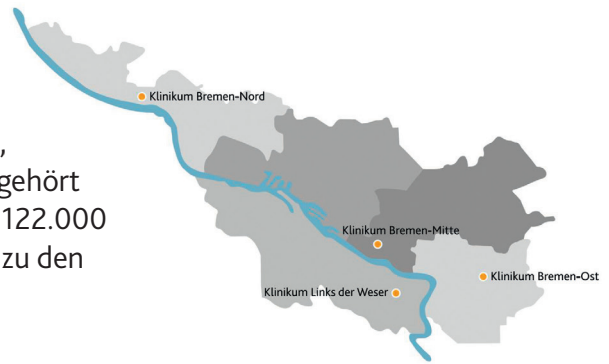 ,
gehört
122.000
zu den
Klinikum Bremen-Nord
Klinikum Bremen-Mitte
Klinikum Bremen-Ost
Klinikum Links der Weser